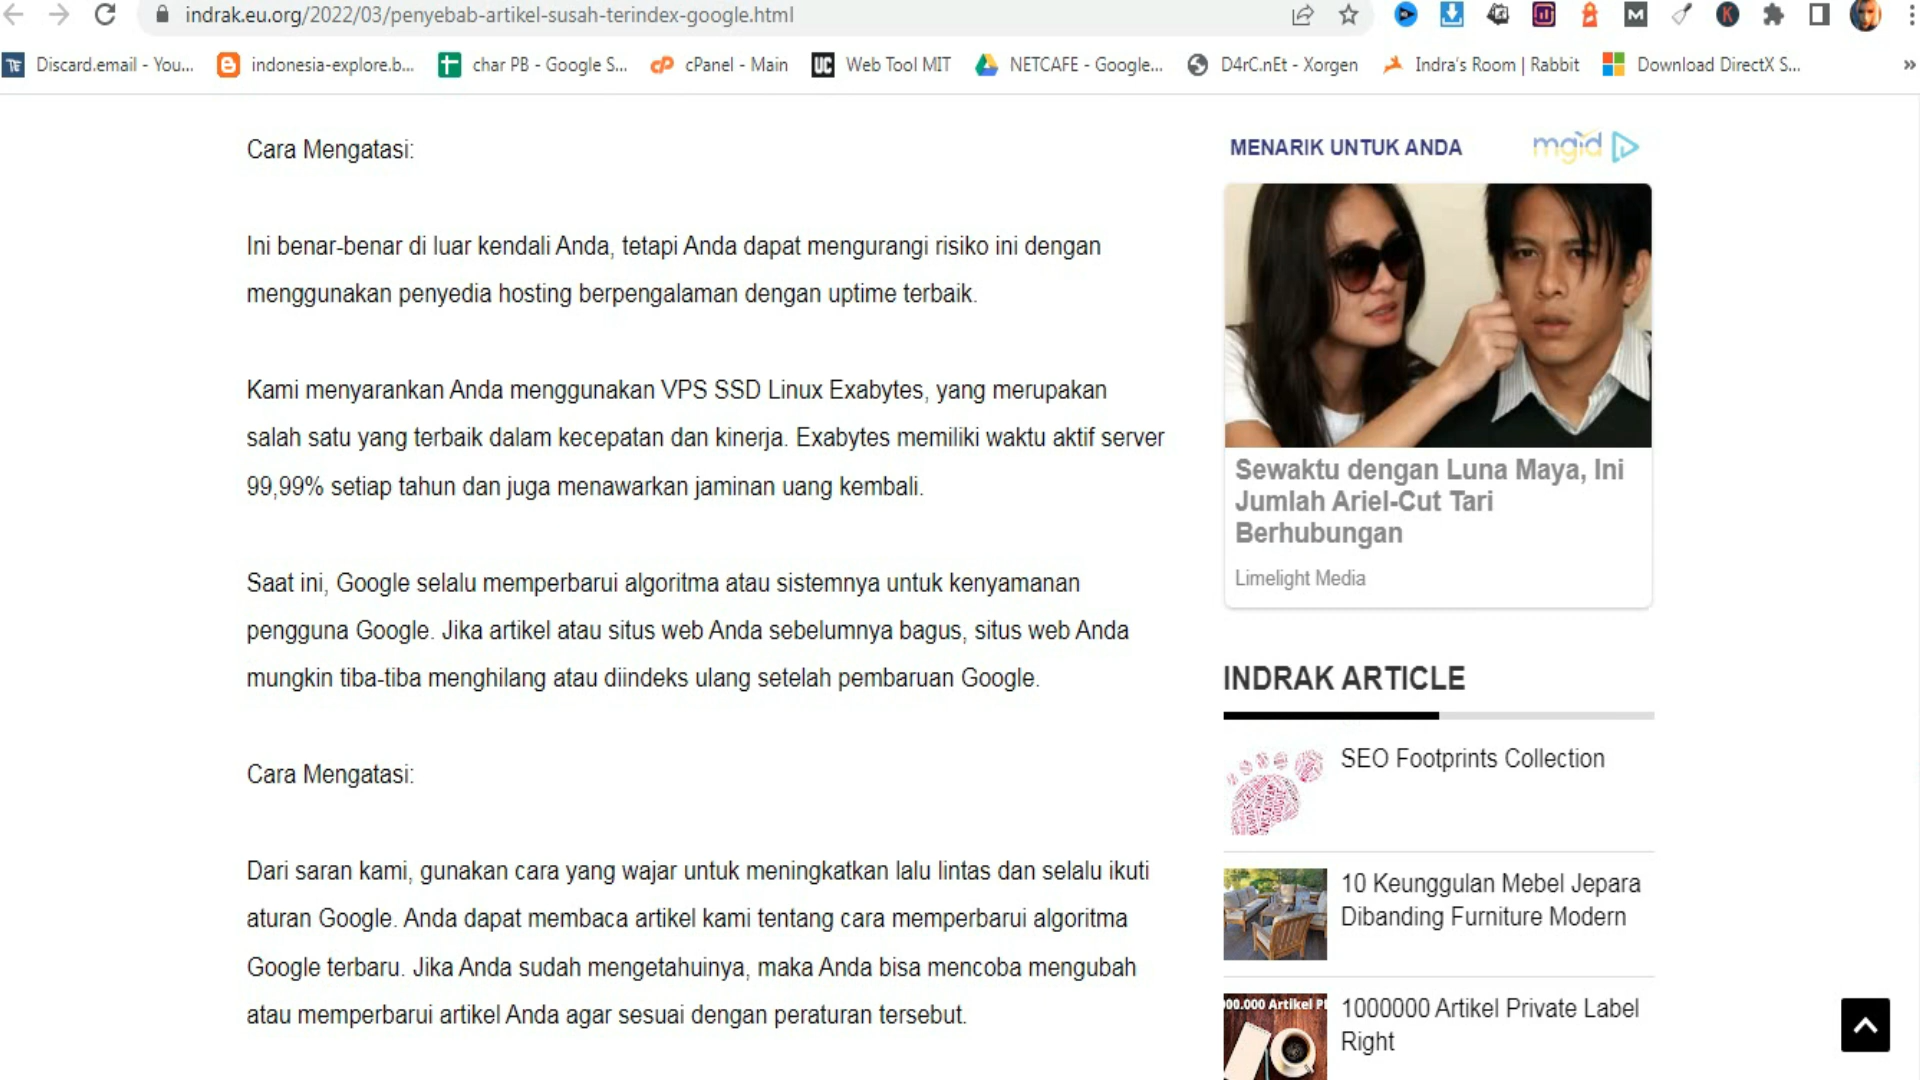 indrak.eu.org/2022/03/penyebab-artikel-susah-terindex-google.html
Discard.email - You... indonesia-explore.b... char PB - Google S... cPanel - Main Web Tool MIT NETCAFE - Google... D4rC.nEt - Xorgen Indra's Room | Rabbit Download DirectX S... »
Cara Mengatasi:
Ini benar-benar di luar kendali Anda, tetapi Anda dapat mengurangi risiko ini dengan
menggunakan penyedia hosting berpengalaman dengan uptime terbaik.
Kami menyarankan Anda menggunakan VPS SSD Linux Exabytes, yang merupakan
salah satu yang terbaik dalam kecepatan dan kinerja. Exabytes memiliki waktu aktif server
99,99% setiap tahun dan juga menawarkan jaminan uang kembali.
Saat ini, Google selalu memperbarui algoritma atau sistemnya untuk kenyamanan
pengguna Google. Jika artikel atau situs web Anda sebelumnya bagus, situs web Anda
mungkin tiba-tiba menghilang atau diindeks ulang setelah pembaruan Google.
Cara Mengatasi:
Dari saran kami, gunakan cara yang wajar untuk meningkatkan lalu lintas dan selalu ikuti
aturan Google. Anda dapat membaca artikel kami tentang cara memperbarui algoritma
Google terbaru. Jika Anda sudah mengetahuinya, maka Anda bisa mencoba mengubah
atau memperbarui artikel Anda agar sesuai dengan peraturan tersebut.
MENARIK UNTUK ANDA mgid
Sewaktu dengan Luna Maya, Ini
Jumlah Ariel-Cut Tari
Berhubungan
Limelight Media
INDRAK ARTICLE
SEO Footprints Collection
10 Keunggulan Mebel Jepara
Dibanding Furniture Modern
00.000 Artikel
1000000 Artikel Private Label
Right